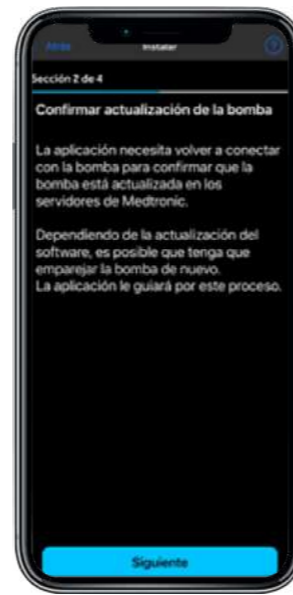 Atrás Instalar ?
Sección 2 de 4
Confirmar actualización de la bomba
La aplicación necesita volver a conectar
con la bomba para confirmar que la
bomba está actualizada en los
servidores de Medtronic.
Dependiendo de la actualización del
software, es posible que tenga que
emparejar la bomba de nuevo.
La aplicación le guiará por este proceso.
Siguiente